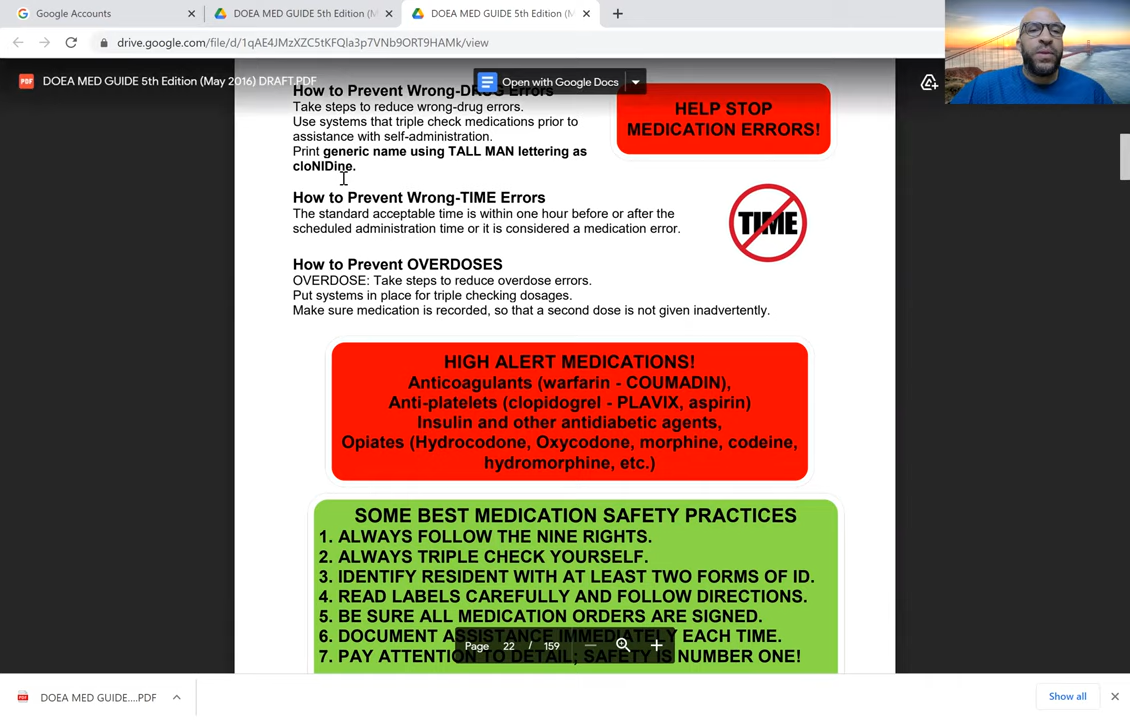 Google Accounts
DOEA MED GUIDE 5th Edition (M
DOEA MED GUIDE 5th Edition (M
drive.google.com/file/d/1qAE4JMzXZC5tKFQIa3p7VNb9ORT9HAMk/view
PDF
DOEA MED GUIDE 5th Edition (May 2016) DRAFT.PDF
Open with Google Docs
How to Prevent Wrong-DRUG Errors
Take steps to reduce wrong-drug errors.
Use systems that triple check medications prior to
assistance with self-administration.
Print generic name using TALL MAN lettering as
cloNIDine.
HELP STOP
MEDICATION ERRORS!
How to Prevent Wrong-TIME Errors
The standard acceptable time is within one hour before or after the
scheduled administration time or it is considered a medication error.
TIME
How to Prevent OVERDOSES
OVERDOSE: Take steps to reduce overdose errors.
Put systems in place for triple checking dosages.
Make sure medication is recorded, so that a second dose is not given inadvertently.
HIGH ALERT MEDICATIONS!
Anticoagulants (warfarin - COUMADIN),
Anti-platelets (clopidogrel - PLAVIX, aspirin)
Insulin and other antidiabetic agents,
Opiates (Hydrocodone, Oxycodone, morphine, codeine,
hydromorphine, etc.)
SOME BEST MEDICATION SAFETY PRACTICES
1. ALWAYS FOLLOW THE NINE RIGHTS.
2. ALWAYS TRIPLE CHECK YOURSELF.
3. IDENTIFY RESIDENT WITH AT LEAST TWO FORMS OF ID.
4. READ LABELS CAREFULLY AND FOLLOW DIRECTIONS.
5. BE SURE ALL MEDICATION ORDERS ARE SIGNED.
6. DOCUMENT ASSISTANCE IMMEDIATELY EACH TIME.
Page 22 / 159
7. PAY ATTENTION TO DETAIL; SAFETY IS NUMBER ONE!
DOEA MED GUIDE....PDF
Show all